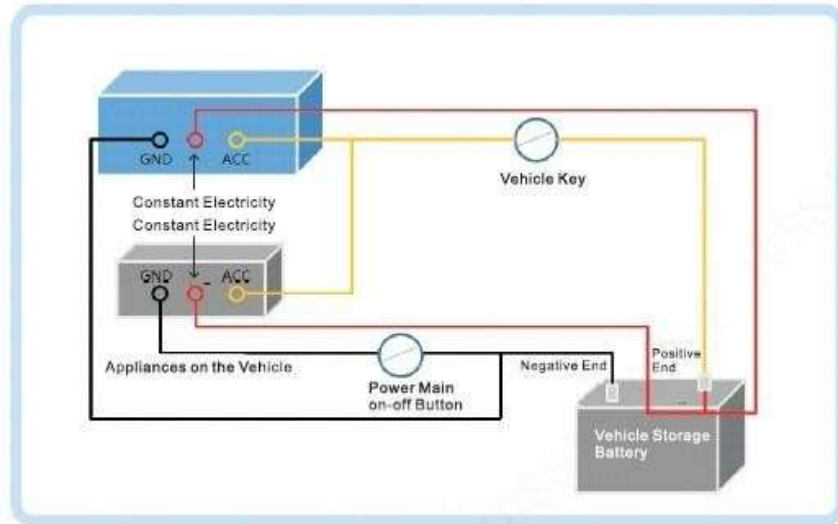 GND
ACC
Vehicle Key
Constant Electricity
Constant Electricity
GND
ACC
Appliances on the Vehicle
Power Main
on-off Button
Negative End
Positive
End
Vehicle Storage
Battery